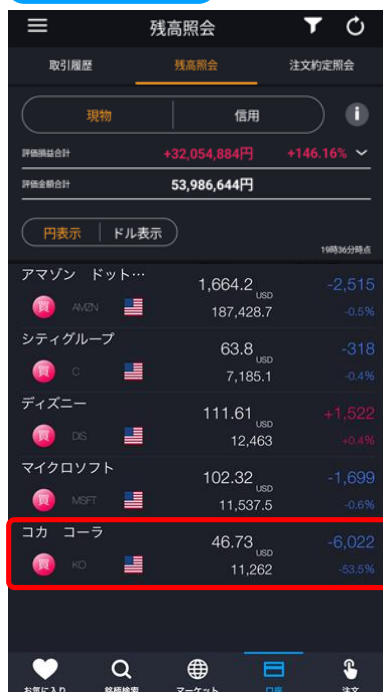 残高照会
取引履歴 残高照会 注文約定照会
現物 信用 i
評価損益合計 +32,054,884円 +146.16%
評価金額合計 53,986,644円
円表示 ドル表示
19時36分時点
アマゾン ドット… 1,664.2 USD -2,515
買 AMZN 187,428.7 -0.5%
シティグループ 63.8 USD -318
買 C 7,185.1 -0.4%
ディズニー 111.61 USD +1,522
買 DIS 12,463 +0.4%
マイクロソフト 102.32 USD -1,699
買 MSFT 11,537.5 -0.6%
コカ コーラ 46.73 USD -6,022
買 KO 11,262 -53.5%
お気に入り 銘柄検索 マーケット 口座 注文